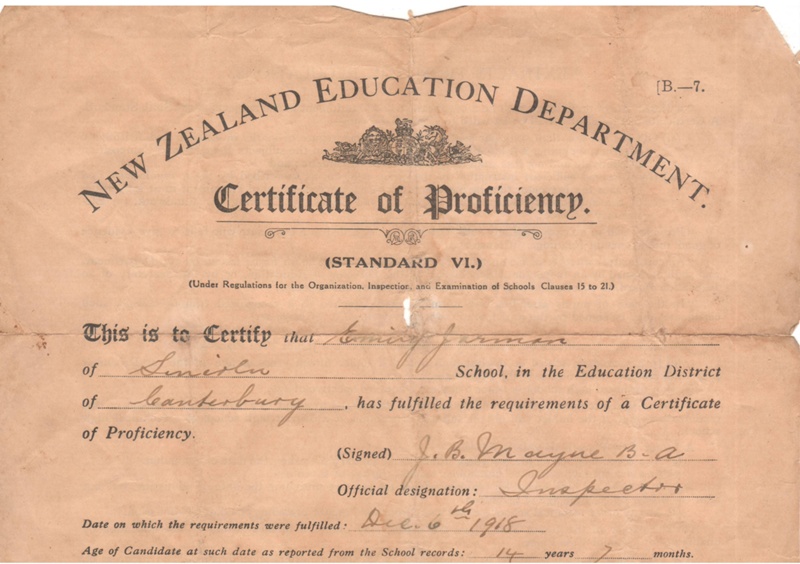 [B.—7.
NEW ZEALAND EDUCATION DEPARTMENT.
Certificate of Proficiency.
(STANDARD VI.)
(Under Regulations for the Organization, Inspection, and Examination of Schools Clauses 15 to 21.)
This is to Certify that Emily Jarman
of Lincoln School, in the Education District
of Canterbury, has fulfilled the requirements of a Certificate
of Proficiency.
(Signed) J. B. Mayne B-A
Official designation: Inspector
Date on which the requirements were fulfilled: Dec. 6th 1918
Age of Candidate at such date as reported from the School records: 14 years 7 months.